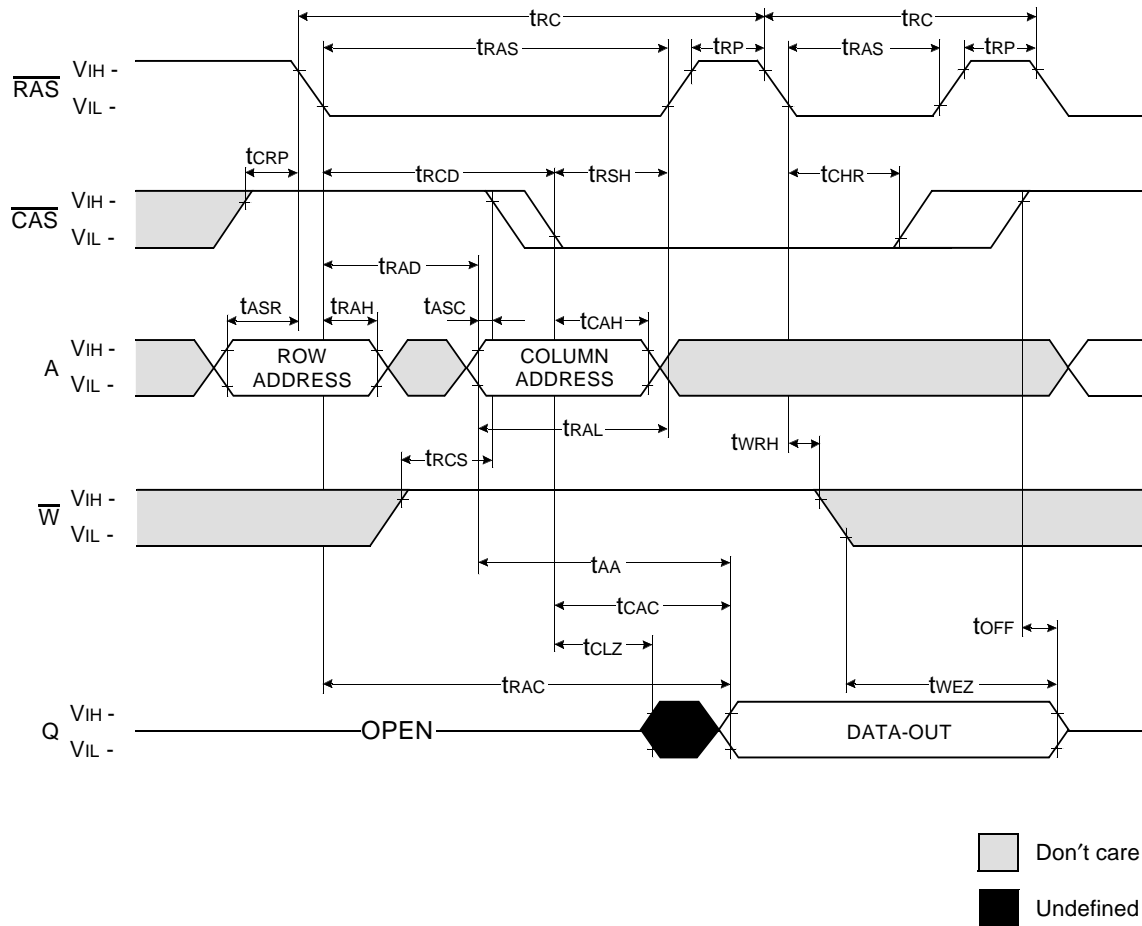 tRC tRC
tRAS tRP tRAS tRP
RAS VIH -
VIL -
tCRP tRCD tRSH tCHR
CAS VIH -
VIL -
tRAD
tASR tRAH tASC tCAH
A VIH -
VIL -
ROW
ADDRESS
COLUMN
ADDRESS
tRAL
tWRH
tRCS
W VIH -
VIL -
tAA
tCAC
tOFF
tCLZ
tRAC tWEZ
Q VIH -
VIL -
OPEN DATA-OUT
Don′t care
Undefined